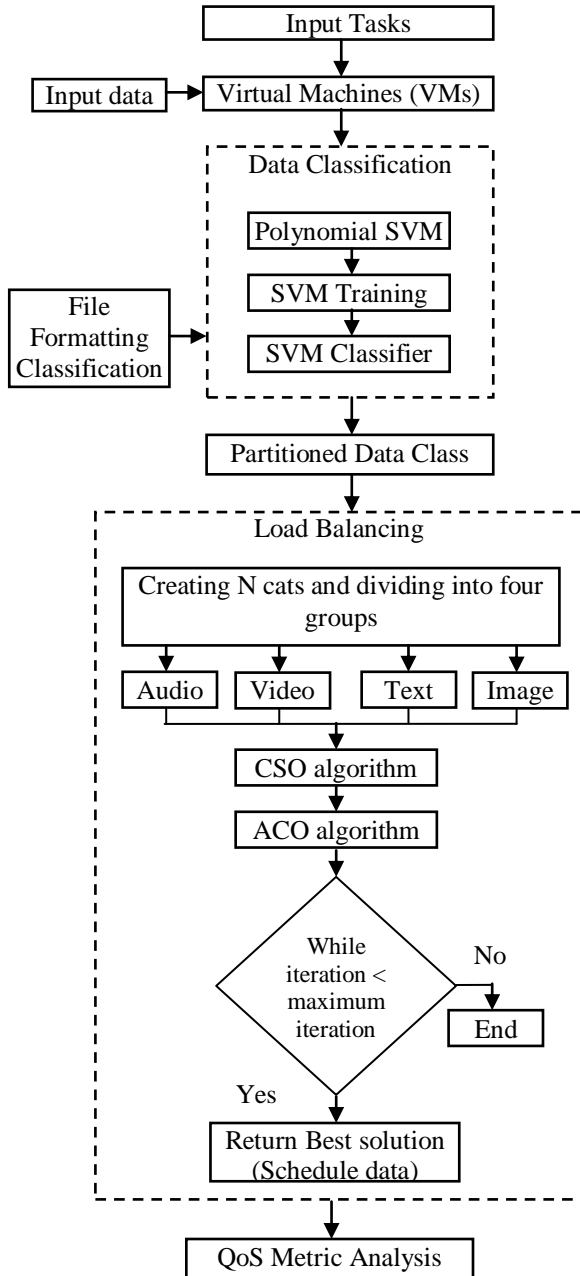 Input Tasks
Input data
Virtual Machines (VMs)
Data Classification
Polynomial SVM
SVM Training
SVM Classifier
File
Formatting
Classification
Partitioned Data Class
Load Balancing
Creating N cats and dividing into four
groups
Audio
Video
Text
Image
CSO algorithm
ACO algorithm
While
iteration <
maximum
iteration
No
End
Yes
Return Best solution
(Schedule data)
QoS Metric Analysis